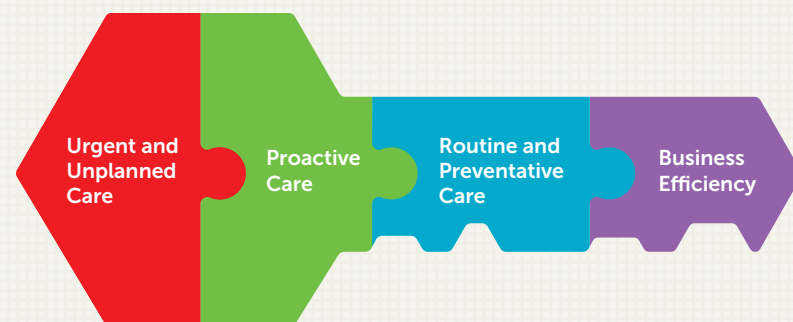 Urgent and
Unplanned
Care
Proactive
Care
Routine and
Preventative
Care
Business
Efficiency